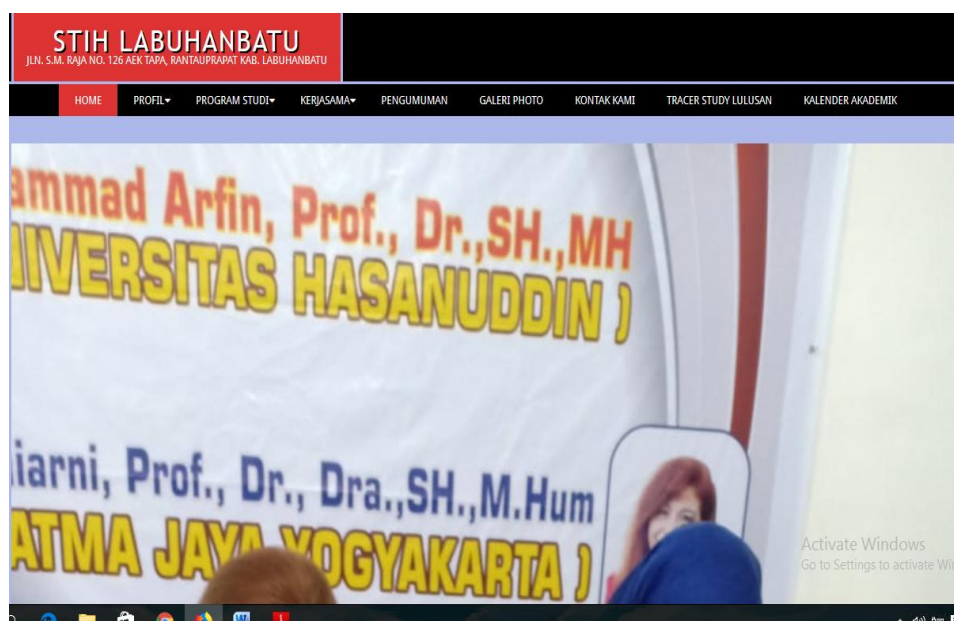 STIH LABUHANBATU
JLN. S.M. RAJA NO. 126 AEK TAPA, RANTAUPRAPAT KAB. LABUHANBATU
HOME PROFIL PROGRAM STUDI KERJASAMA PENGUMUMAN GALERI PHOTO KONTAK KAMI TRACER STUDY LULUSAN KALENDER AKADEMIK
ammad Arfin, Prof., Dr.,SH.,MH
NIVERSITAS HASANUDDIN )
iarni, Prof., Dr., Dra.,SH.,M.Hum
ATMA JAYA YOGYAKARTA )
Activate Windows
Go to Settings to activate Wi